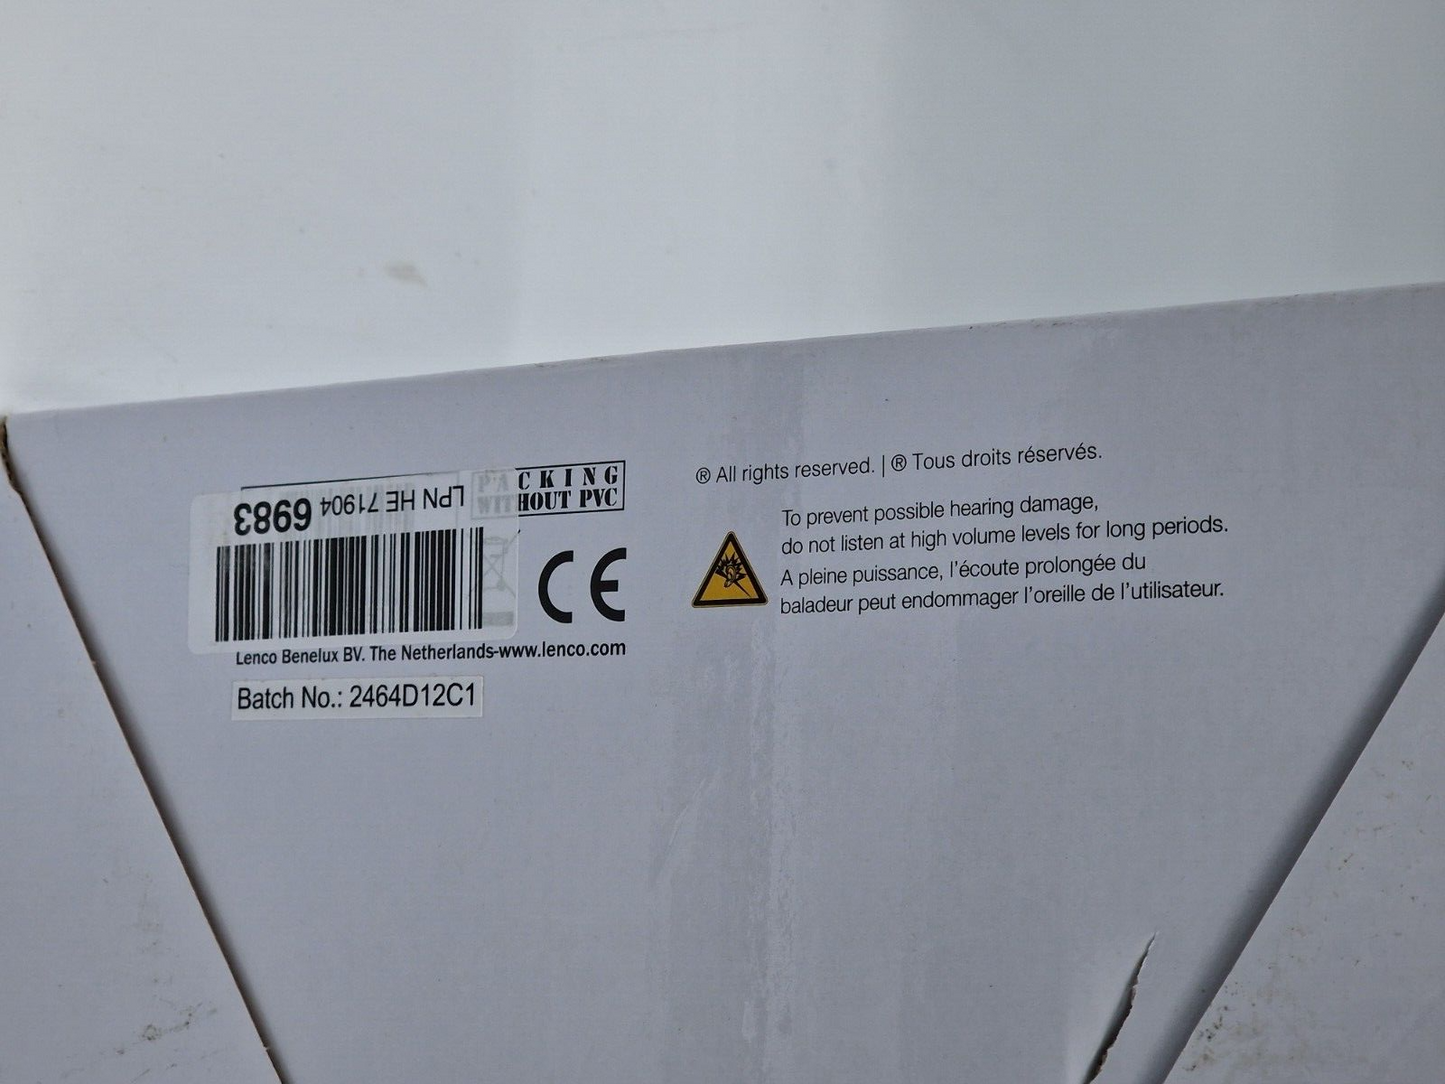 PACKING
WITHOUT PVC
LPN HE 71904 6983
CE
Lenco Benelux BV. The Netherlands-www.lenco.com
Batch No.: 2464D12C1
® All rights reserved. | ® Tous droits réservés.
To prevent possible hearing damage,
do not listen at high volume levels for long periods.
A pleine puissance, l'écoute prolongée du
baladeur peut endommager l'oreille de l'utilisateur.